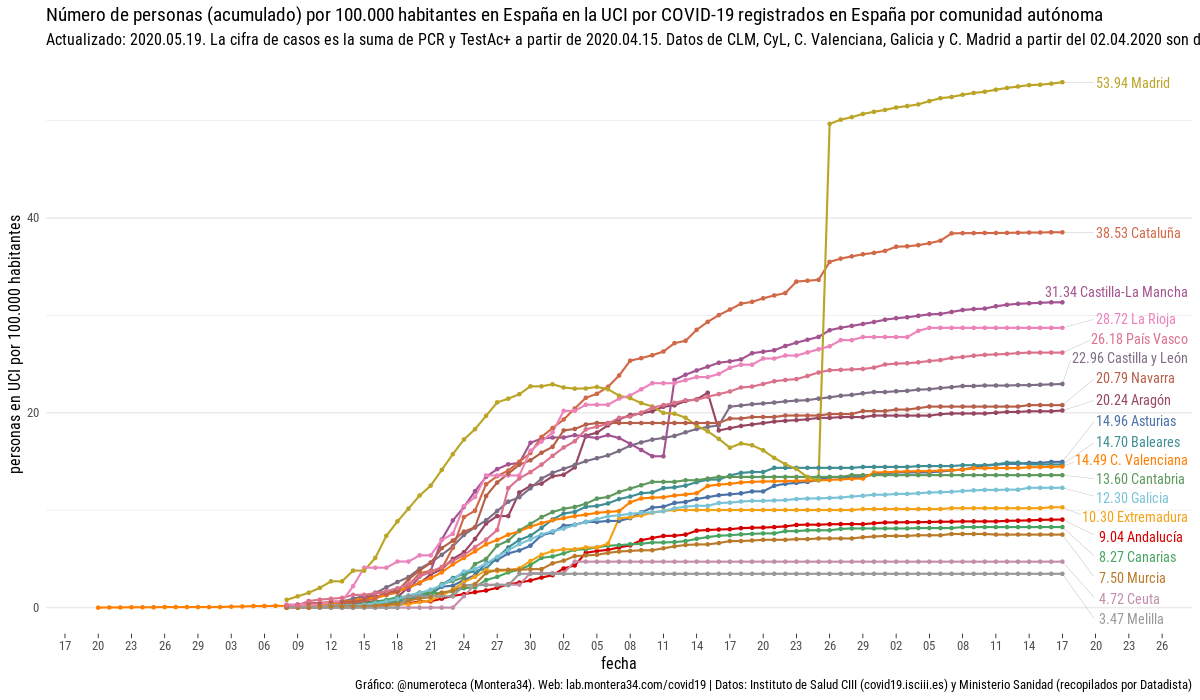 Número de personas (acumulado) por 100.000 habitantes en España en la UCI por COVID-19 registrados en España por comunidad autónoma
Actualizado: 2020.05.19. La cifra de casos es la suma de PCR y TestAc+ a partir de 2020.04.15. Datos de CLM, CyL, C. Valenciana, Galicia y C. Madrid a partir del 02.04.2020 son d
personas en UCI por 100.000 habitantes
40
20
0
53.94 Madrid
38.53 Cataluña
31.34 Castilla-La Mancha
28.72 La Rioja
26.18 País Vasco
22.96 Castilla y León
20.79 Navarra
20.24 Aragón
14.96 Asturias
14.70 Baleares
14.49 C. Valenciana
13.60 Cantabria
12.30 Galicia
10.30 Extremadura
9.04 Andalucía
8.27 Canarias
7.50 Murcia
4.72 Ceuta
3.47 Melilla
17 20 23 26 29 03 06 09 12 15 18 21 24 27 30 02 05 08 11 14 17 20 23 26 29 02 05 08 11 14 17 20 23 26
fecha
Gráfico: @numeroteca (Montera34). Web: lab.montera34.com/covid19 | Datos: Instituto de Salud CIII (covid19.isciii.es) y Ministerio Sanidad (recopilados por Datadista)